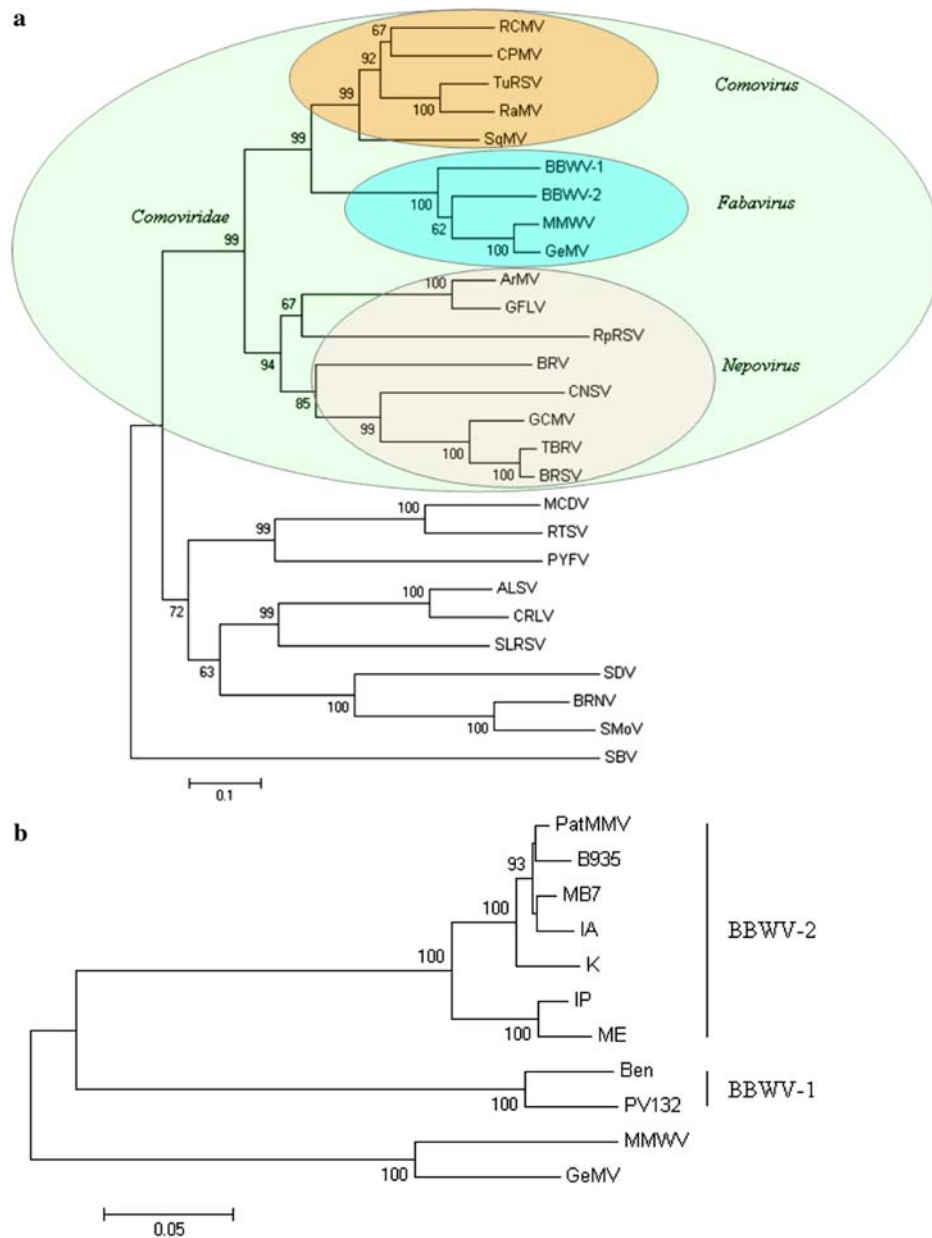 a
RCMV
67
CPMV
92
TuRSV
99
100
RaMV
SqMV
Comovirus
99
BBWV-1
100
BBWV-2
62
MMWV
100
GeMV
Fabavirus
Comoviridae
99
ArMV
100
GFLV
67
RpRSV
94
BRV
85
CNSV
99
GCMV
100
TBRV
100
BRSV
Nepovirus
MCDV
100
RTSV
99
PYFV
72
ALSV
100
CRLV
99
SLRSV
63
SDV
100
BRNV
100
SMoV
SBV
0.1
b
PatMMV
93
B935
MB7
100
IA
100
K
IP
100
ME
BBWV-2
Ben
100
PV132
BBWV-1
MMWV
100
GeMV
0.05